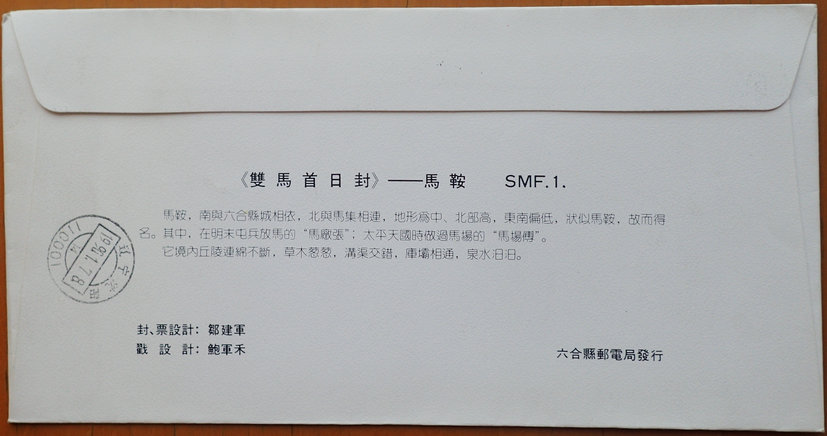 《雙馬首日封》——馬鞍 SMF.1.
馬鞍，南與六合縣城相依，北與馬集相連，地形爲中、北部高，東南偏低，狀似馬鞍，故而得
名。其中，在明末屯兵放馬的“馬廠張”；太平天國時做過馬場的“馬場傅”。
它境內丘陵連綿不斷，草木葱葱，溝渠交錯，庫壩相通，泉水汩汩。
110001
遼寧
封、票設計：鄒建軍
戳設計：鮑軍禾
六合縣郵電局發行